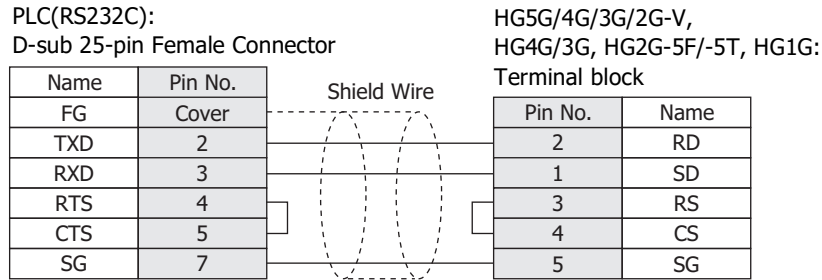 PLC(RS232C):
D-sub 25-pin Female Connector
HG5G/4G/3G/2G-V,
HG4G/3G, HG2G-5F/-5T, HG1G:
Terminal block
Shield Wire
Name Pin No.
FG Cover
TXD 2
RXD 3
RTS 4
CTS 5
SG 7
Pin No. Name
2 RD
1 SD
3 RS
4 CS
5 SG